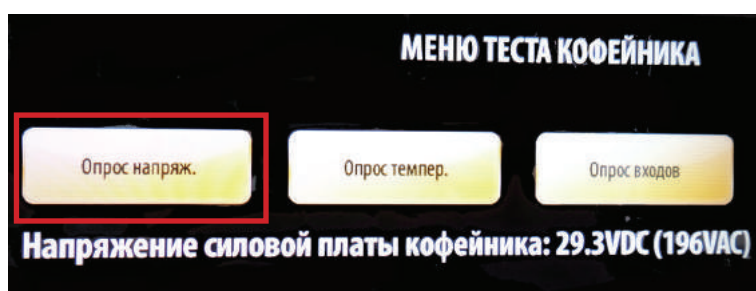 МЕНЮ ТЕСТА КОФЕЙНИКА
Опрос напряж.
Опрос темпер.
Опрос входов
Напряжение силовой платы кофейника: 29.3VDC (196VAC)